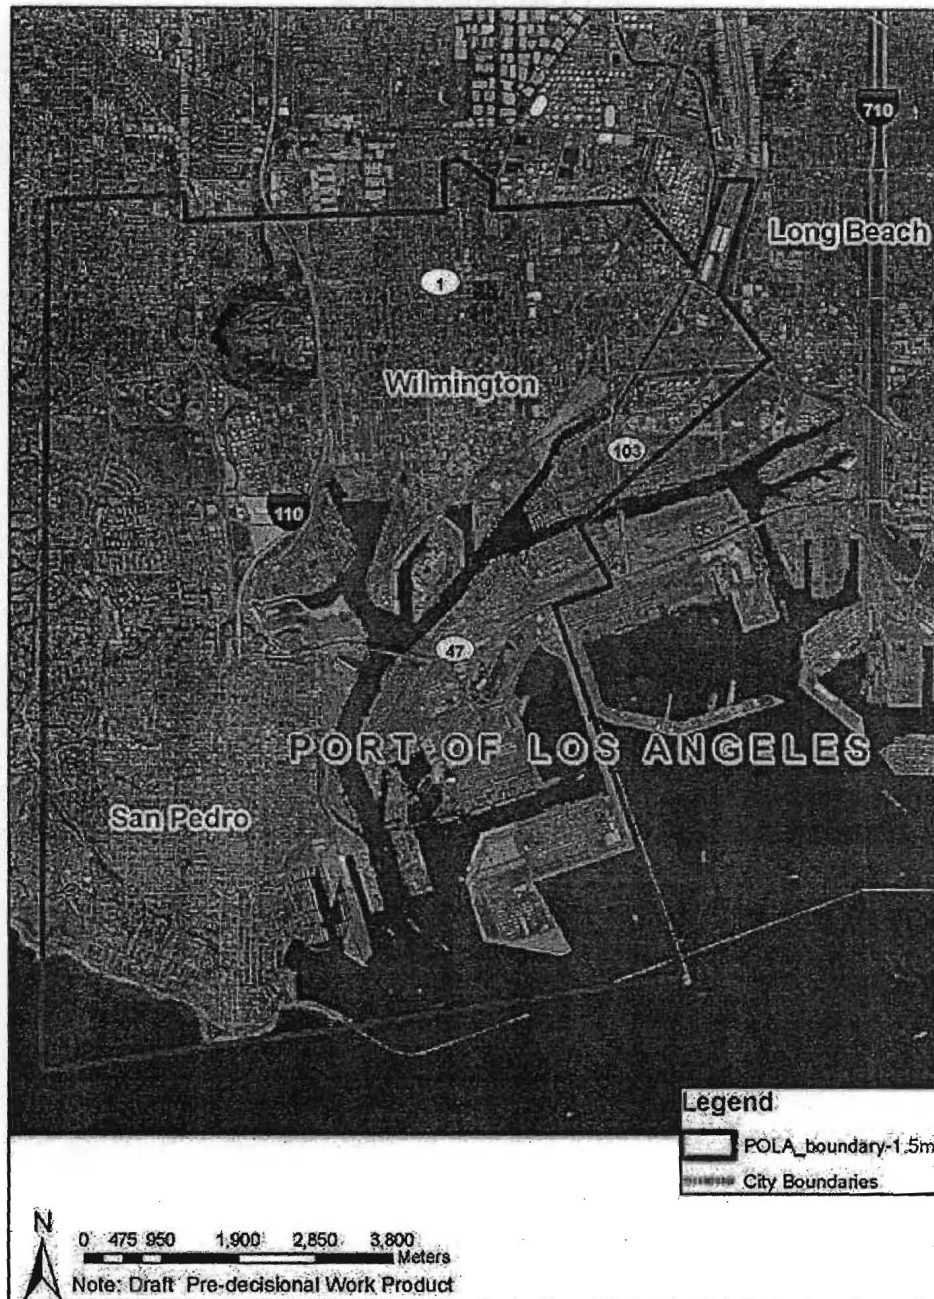 710
Long Beach
1
Wilmington
103
110
47
PORT OF LOS ANGELES
San Pedro
Legend
POLA_boundary-1.5m
City Boundaries
N
0 475 950 1,900 2,850 3,800
Meters
Note: Draft Pre-decisional Work Product